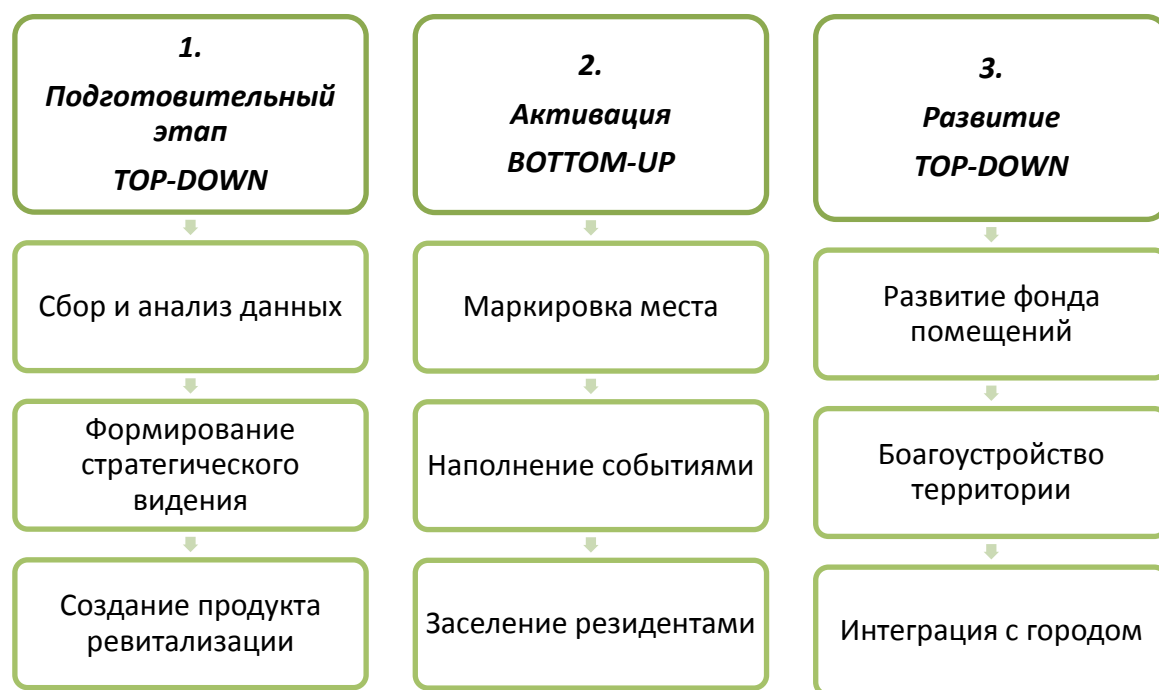 1.
Подготовительный
этап
TOP-DOWN
Сбор и анализ данных
Формирование
стратегического
видения
Создание продукта
ревитализации
2.
Активация
BOTTOM-UP
Маркировка места
Наполнение событиями
Заселение резидентами
3.
Развитие
TOP-DOWN
Развитие фонда
помещений
Боагоустройство
территории
Интеграция с городом